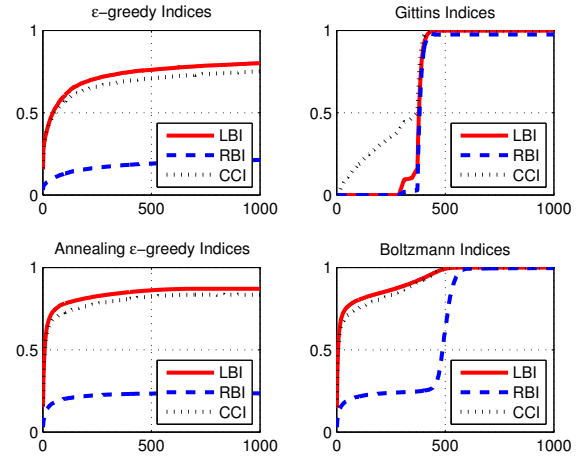 ε-greedy Indices
1
0.5
0
0
500
1000
LBI
RBI
CCI
Gittins Indices
1
0.5
0
0
500
1000
LBI
RBI
CCI
Annealing ε-greedy Indices
1
0.5
0
0
500
1000
LBI
RBI
CCI
Boltzmann Indices
1
0.5
0
0
500
1000
LBI
RBI
CCI